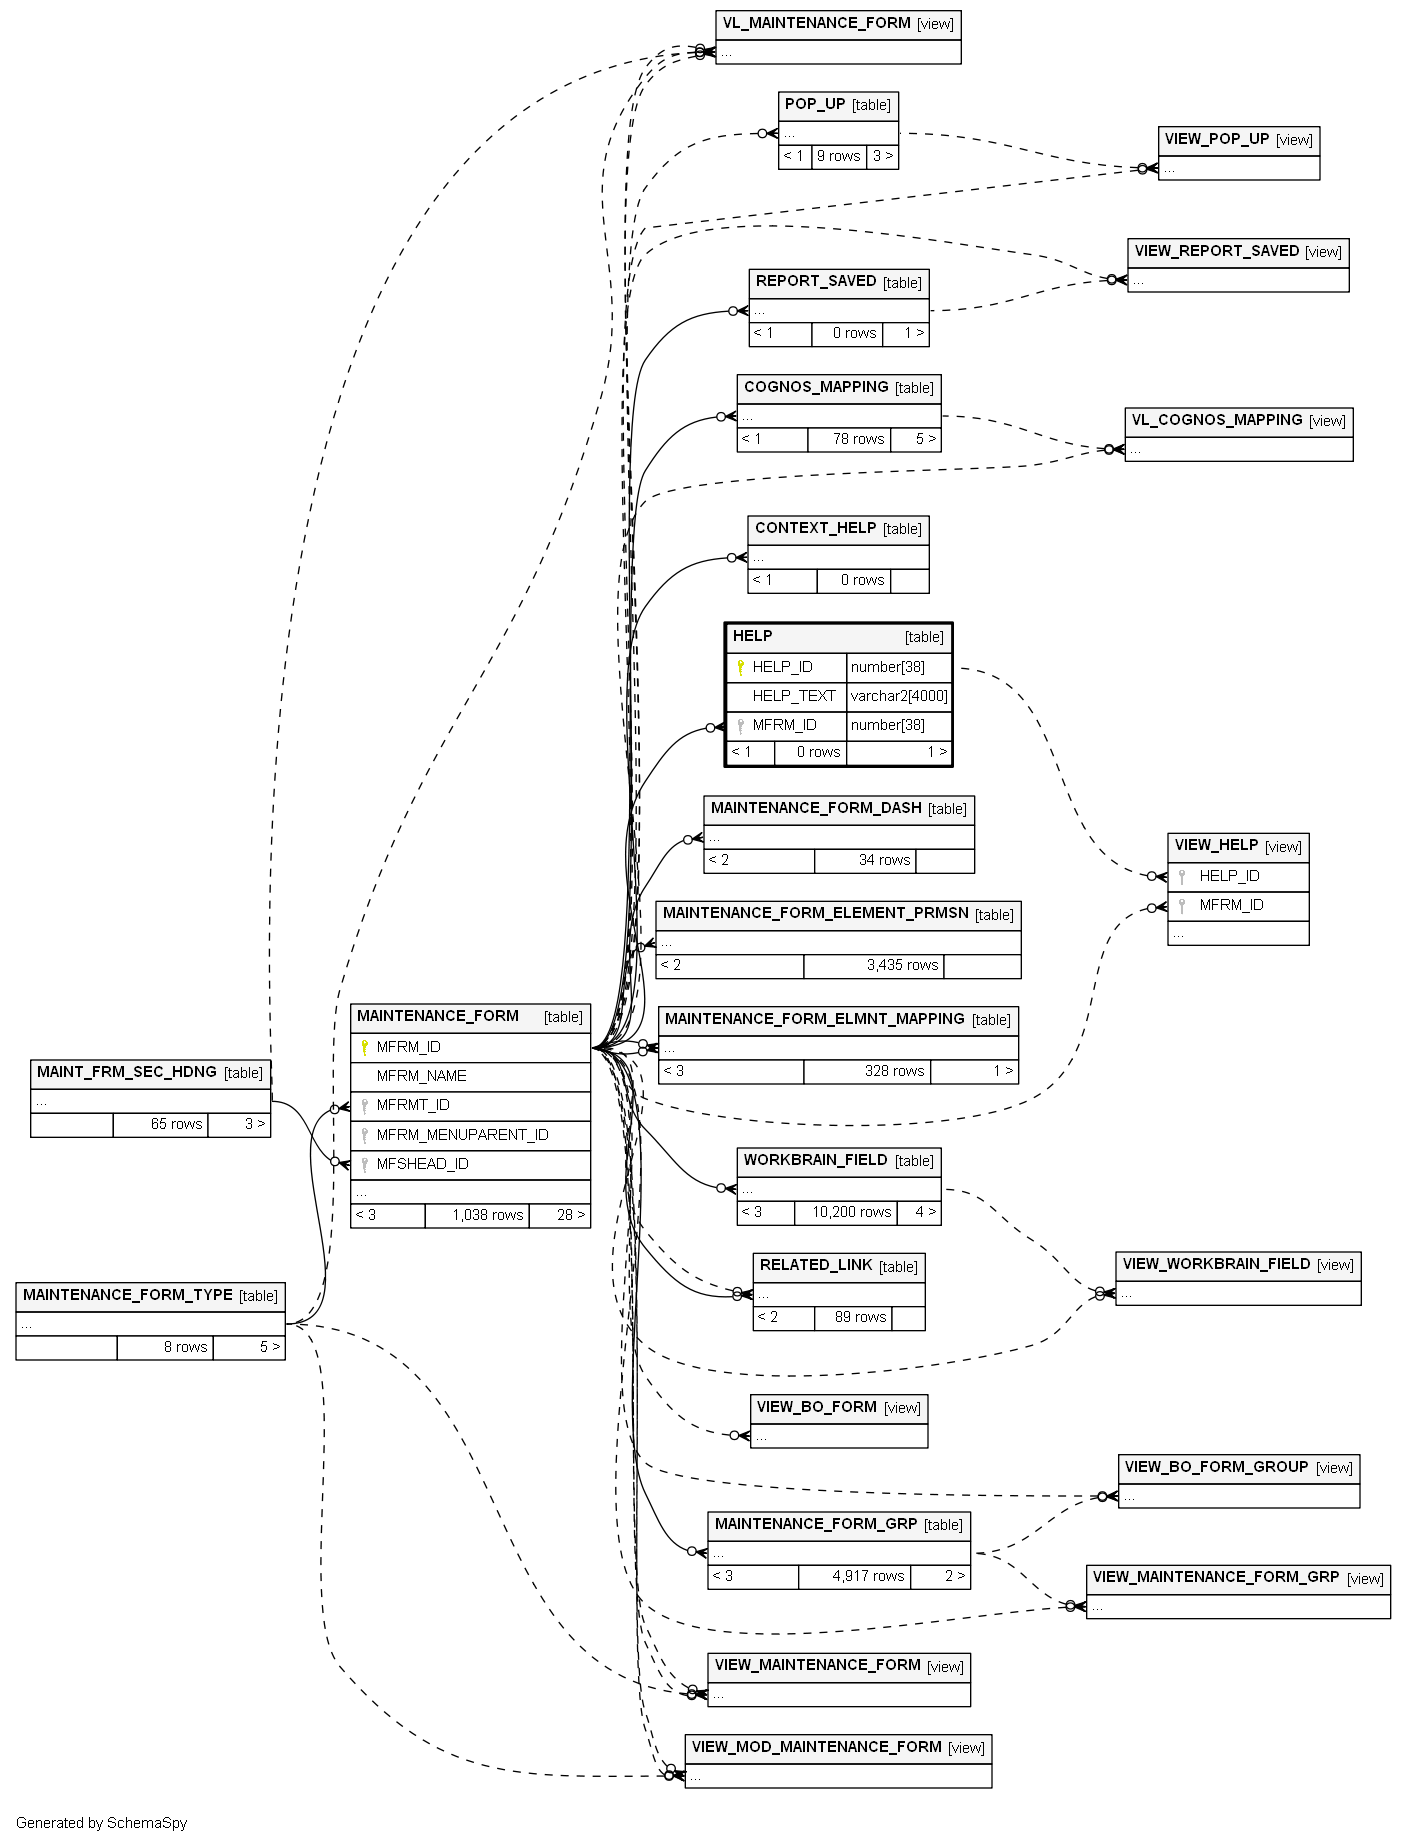 VL_MAINTENANCE_FORM [view]
...
POP_UP [table]
...
< 1 9 rows 3 >
VIEW_POP_UP [view]
...
VIEW_REPORT_SAVED [view]
...
REPORT_SAVED [table]
...
< 1 0 rows 1 >
COGNOS_MAPPING [table]
...
< 1 78 rows 5 >
VL_COGNOS_MAPPING [view]
...
CONTEXT_HELP [table]
...
< 1 0 rows
HELP [table]
HELP_ID number[38]
HELP_TEXT varchar2[4000]
MFRM_ID number[38]
< 1 0 rows 1 >
MAINTENANCE_FORM_DASH [table]
...
< 2 34 rows
VIEW_HELP [view]
HELP_ID
MFRM_ID
...
MAINTENANCE_FORM_ELEMENT_PRMSN [table]
...
< 2 3,435 rows
MAINTENANCE_FORM [table]
MFRM_ID
MFRM_NAME
MFRMT_ID
MFRM_MENUPARENT_ID
MFSHEAD_ID
...
< 3 1,038 rows 28 >
MAINTENANCE_FORM_ELMNT_MAPPING [table]
...
< 3 328 rows 1 >
MAINT_FRM_SEC_HDNG [table]
...
65 rows 3 >
WORKBRAIN_FIELD [table]
...
< 3 10,200 rows 4 >
VIEW_WORKBRAIN_FIELD [view]
...
RELATED_LINK [table]
...
< 2 89 rows
MAINTENANCE_FORM_TYPE [table]
...
8 rows 5 >
VIEW_BO_FORM [view]
...
VIEW_BO_FORM_GROUP [view]
...
MAINTENANCE_FORM_GRP [table]
...
< 3 4,917 rows 2 >
VIEW_MAINTENANCE_FORM_GRP [view]
...
VIEW_MAINTENANCE_FORM [view]
...
VIEW_MOD_MAINTENANCE_FORM [view]
...
Generated by SchemaSpy